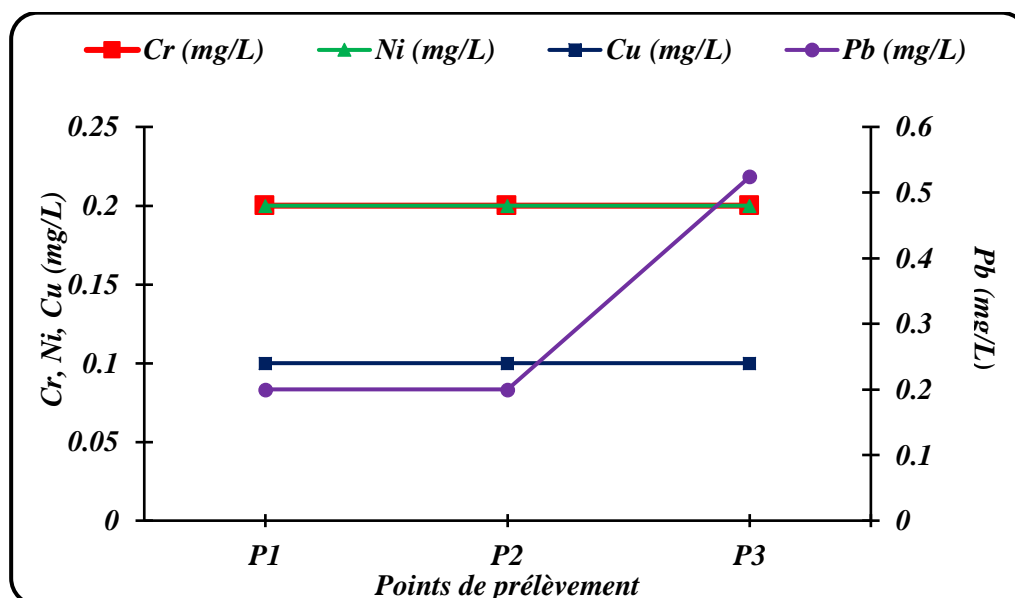 Cr (mg/L) Ni (mg/L) Cu (mg/L) Pb (mg/L)
Cr, Ni, Cu (mg/L)
0.25
0.2
0.15
0.1
0.05
0
0.6
0.5
0.4
0.3
0.2
0.1
0
Pb (mg/L)
P1 P2 P3
Points de prélèvement